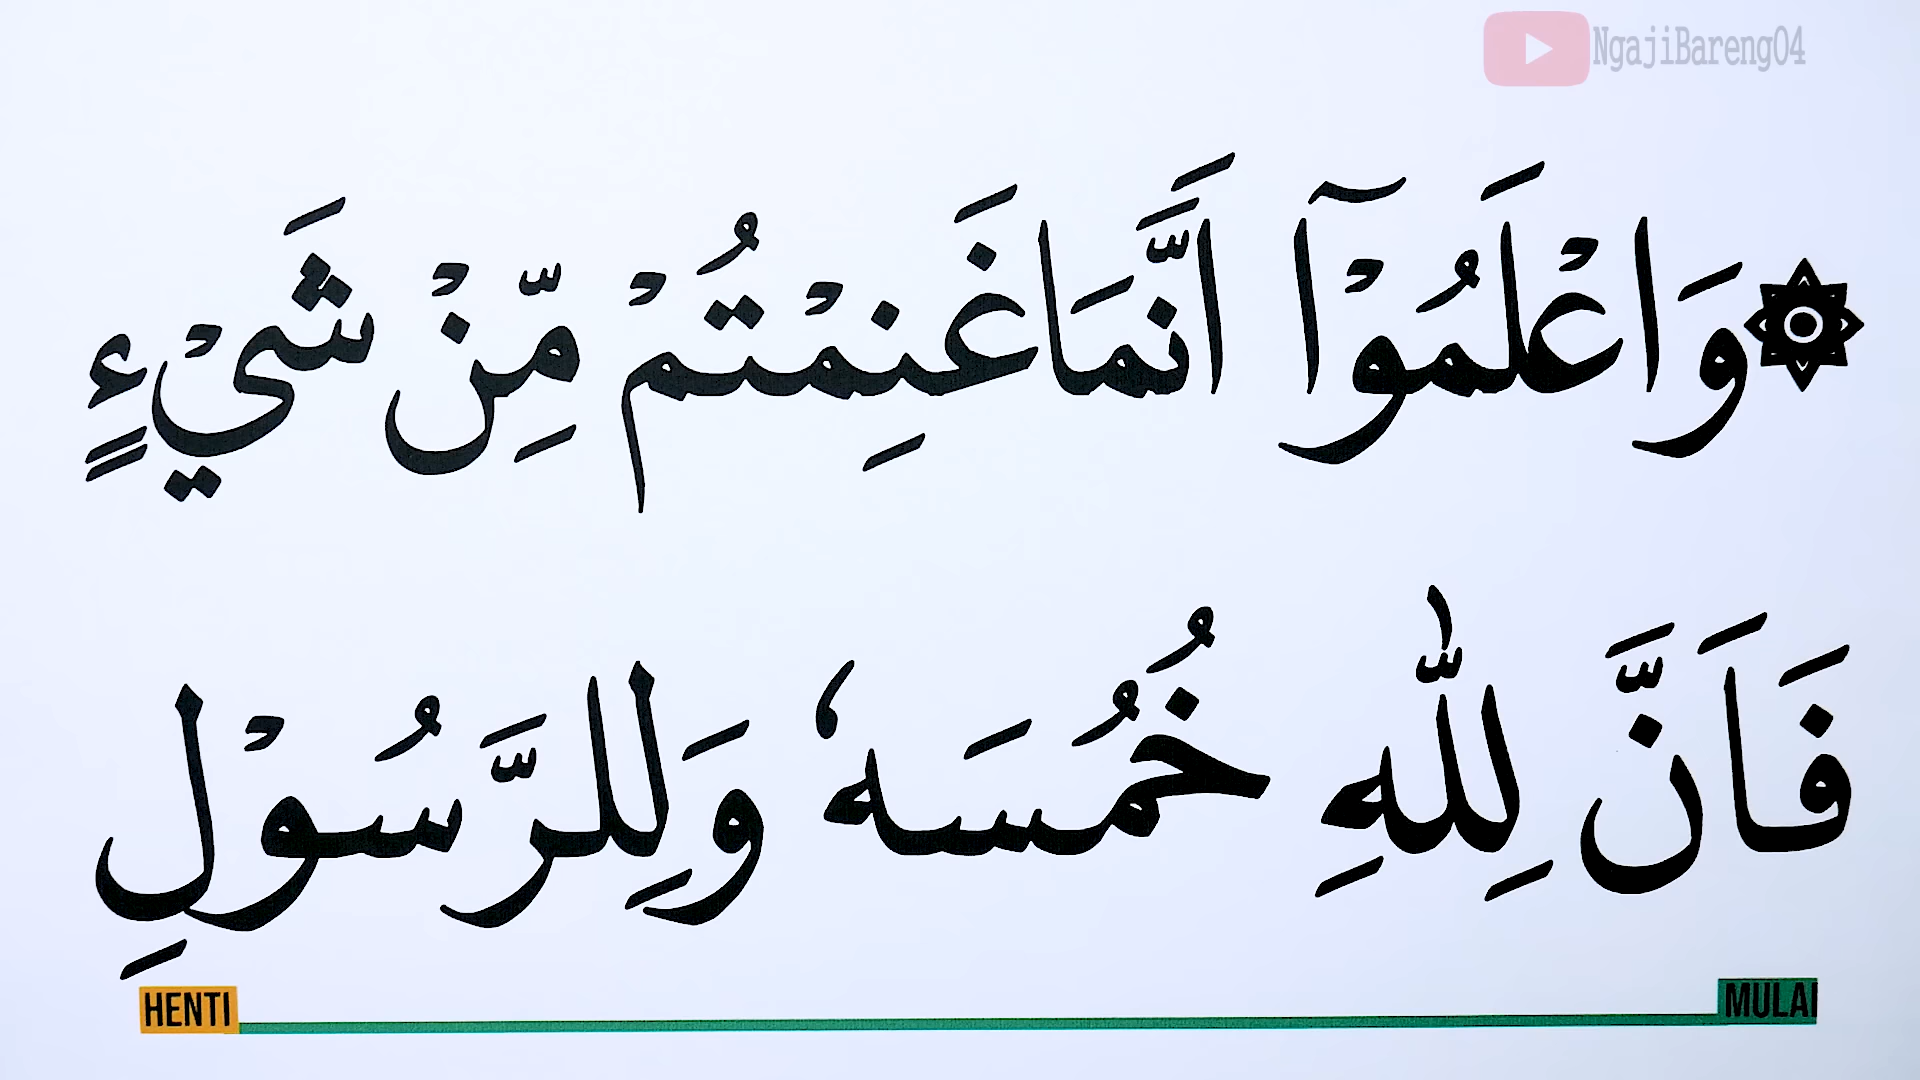 NgajiBareng04
۞ وَاعْلَمُوْٓا اَنَّمَا غَنِمْتُمْ مِّنْ شَيْءٍ
فَاَنَّ لِلّٰهِ خُمُسَهٗ وَلِلرَّسُوْلِ
HENTI MULAI